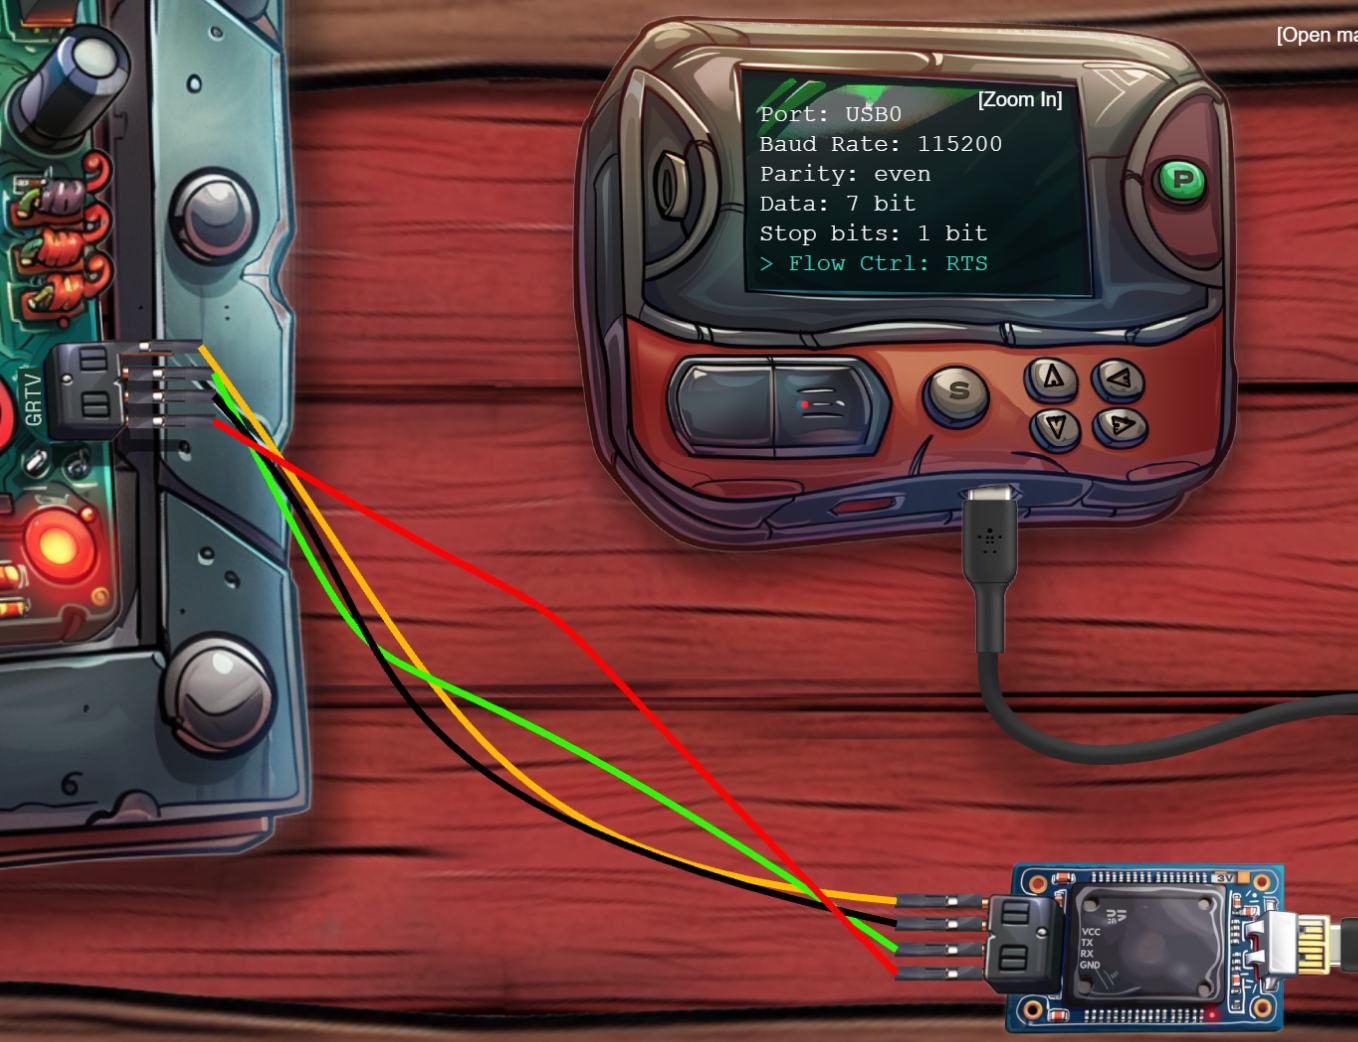 [Open ma
[Zoom In]
Port: USB0
Baud Rate: 115200
Parity: even
Data: 7 bit
Stop bits: 1 bit
> Flow Ctrl: RTS
P
S
GRTV
6
3V
VCC
TX
RX
GND